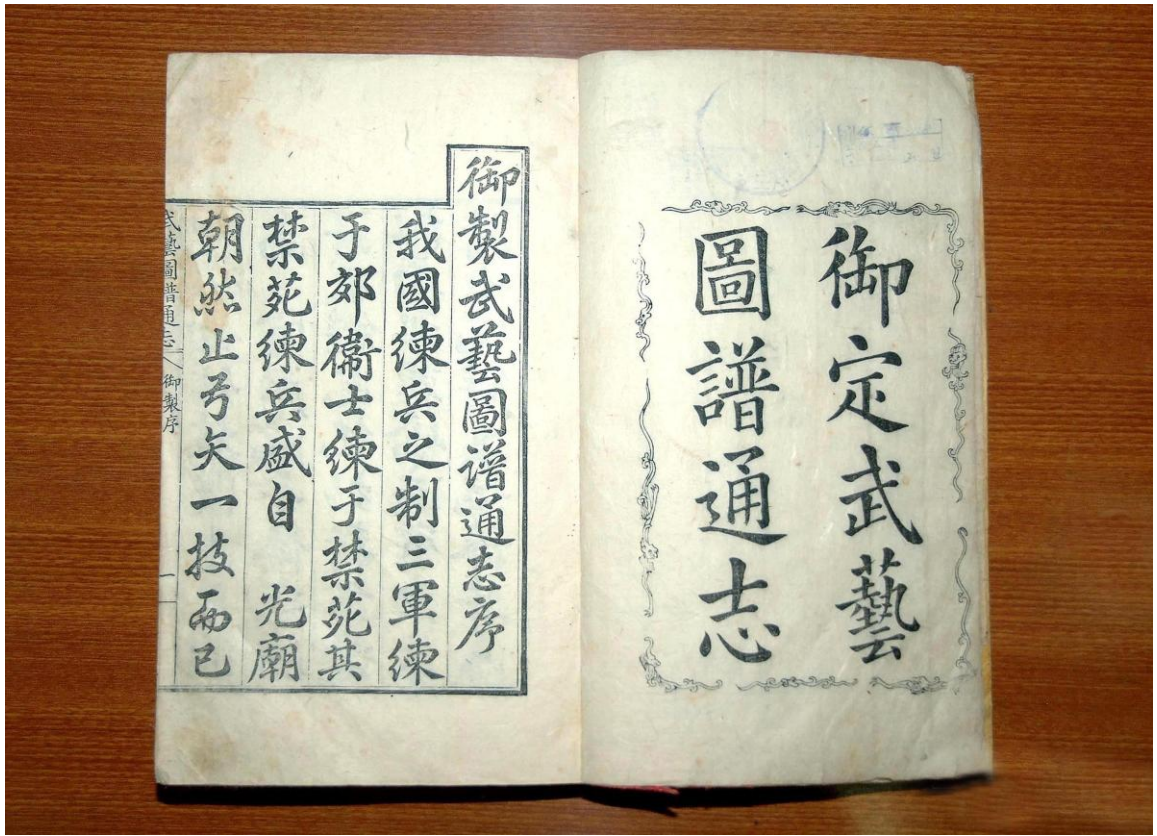 御定武藝
圖譜通志
御製武藝圖譜通志序
我國練兵之制三軍練
于郊衞士練于禁苑其
禁苑練兵盛自 光廟
朝然止弓矢一技而已
武藝圖譜通志
御製序
一